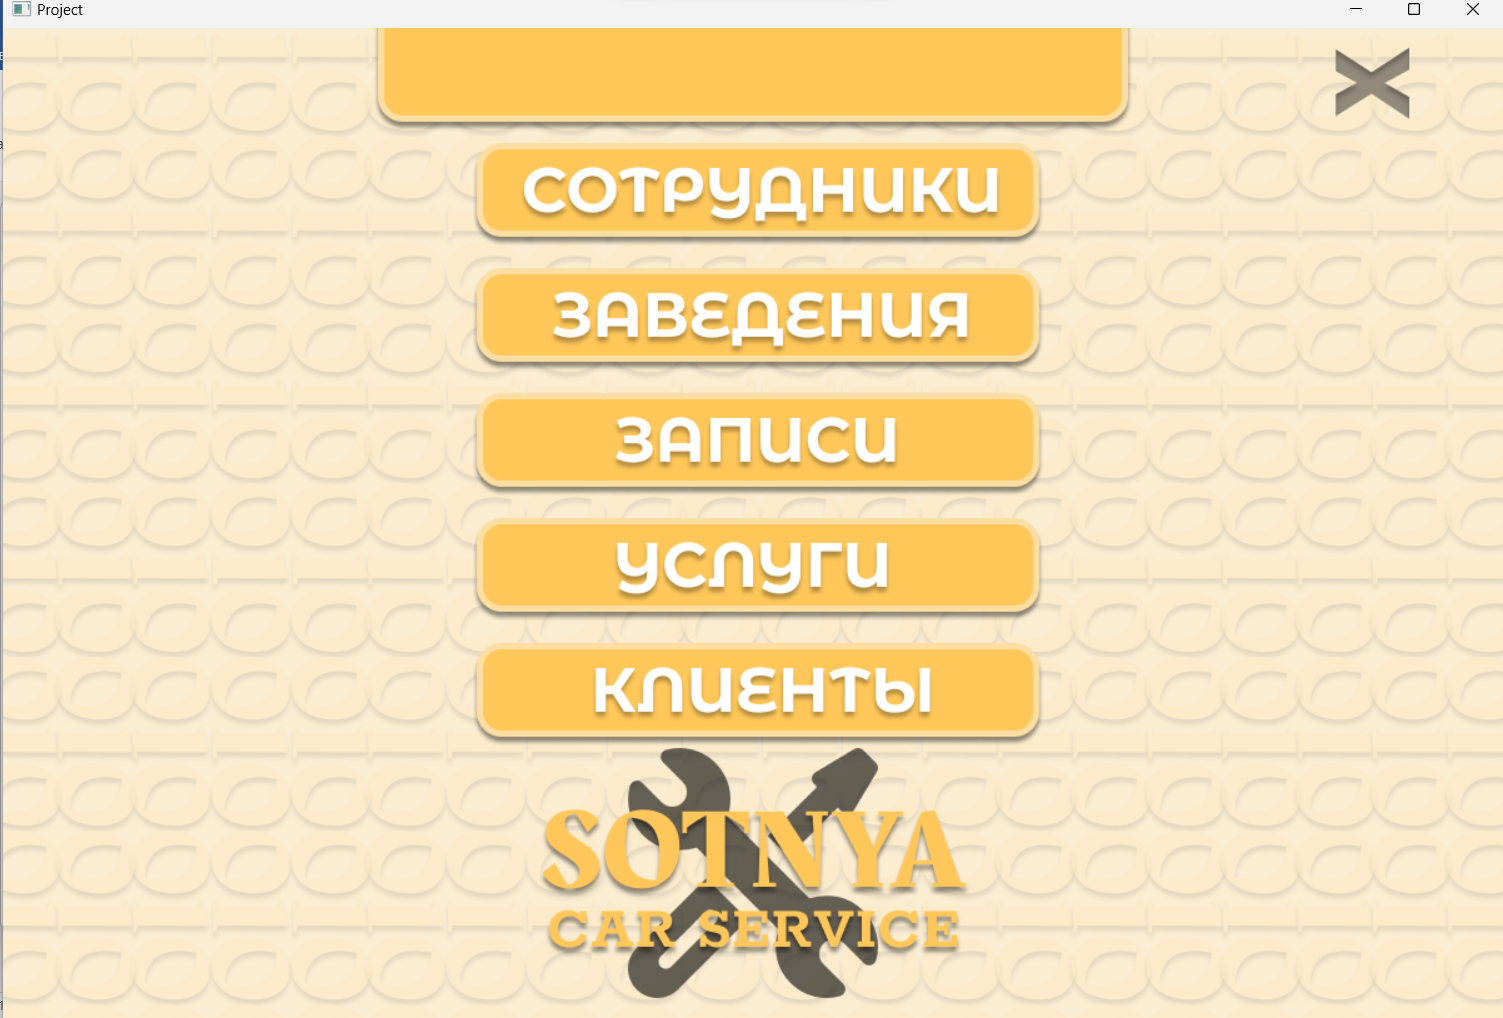 Project
СОТРУДНИКИ
ЗАВЕДЕНИЯ
ЗАПИСИ
УСЛУГИ
КЛИЕНТЫ
SOTNYA
CAR SERVICE